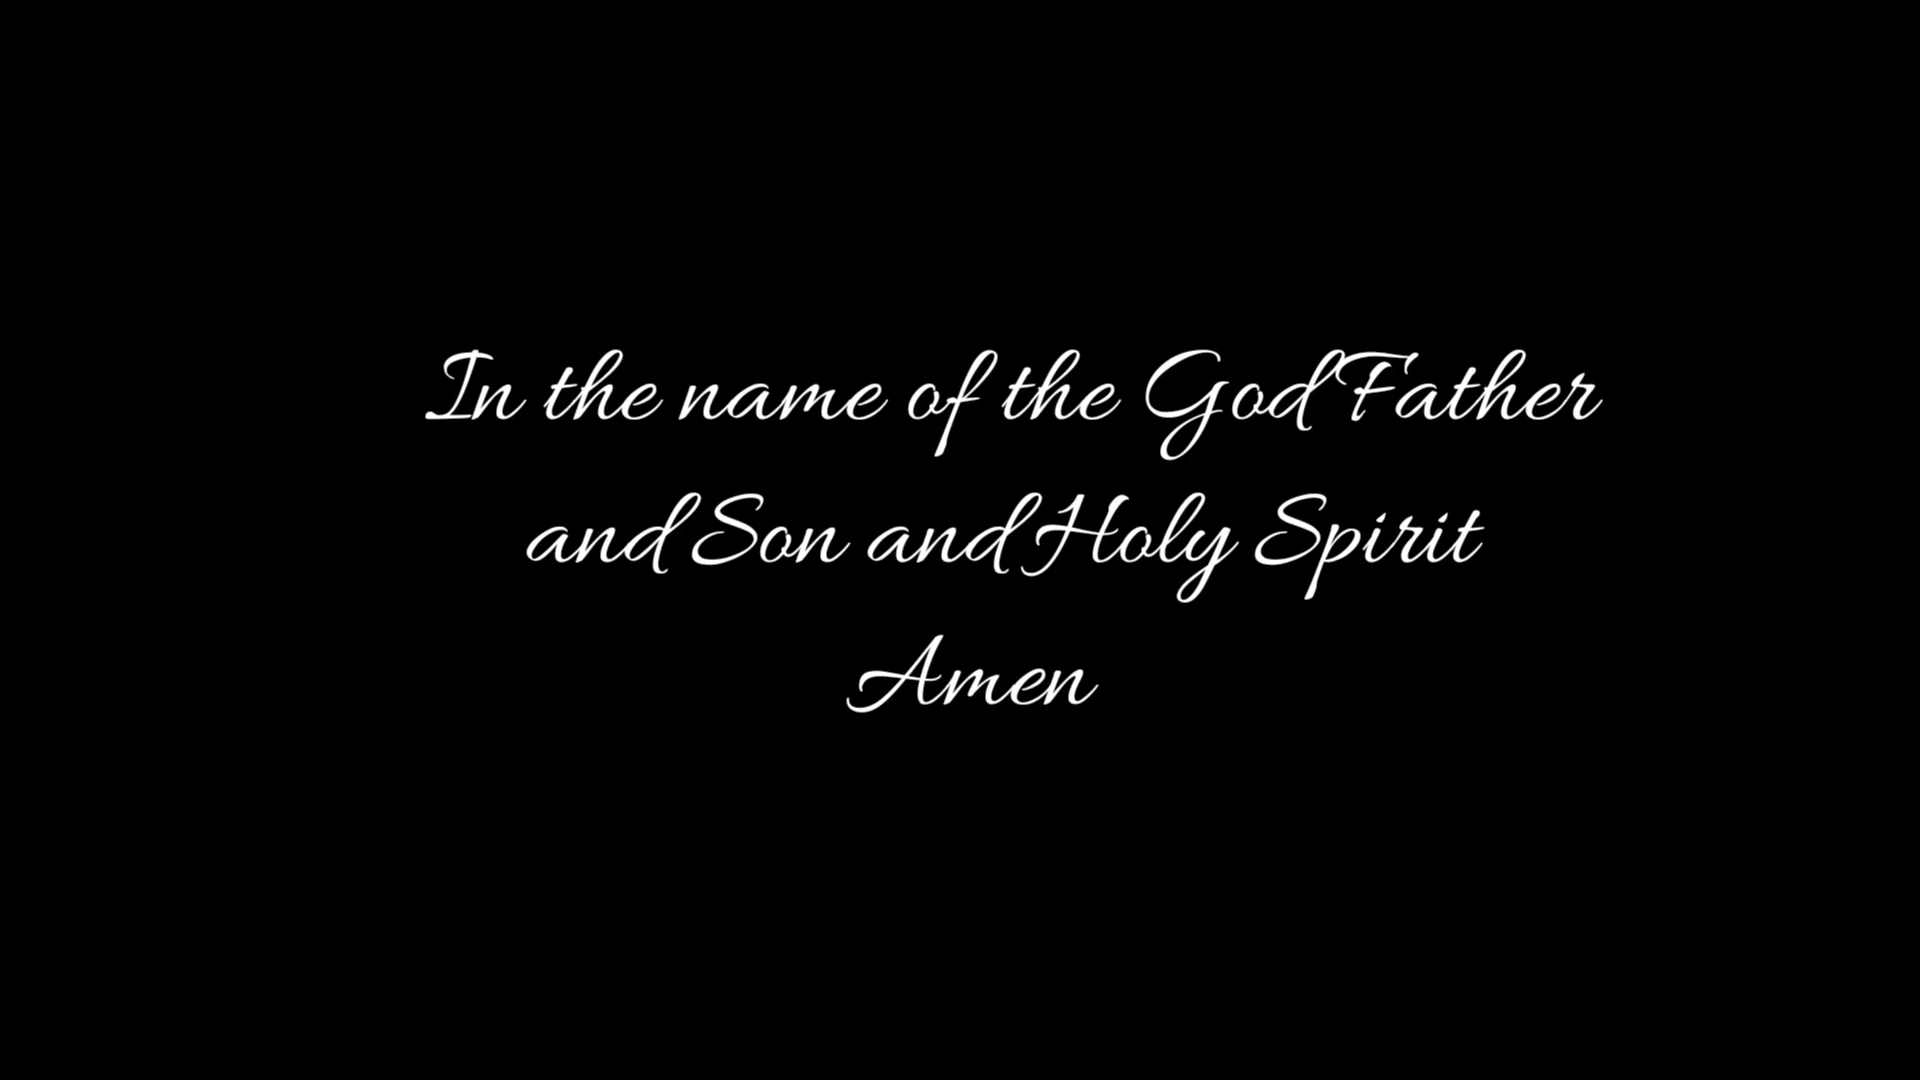 In the name of the God Father
and Son and Holy Spirit
Amen